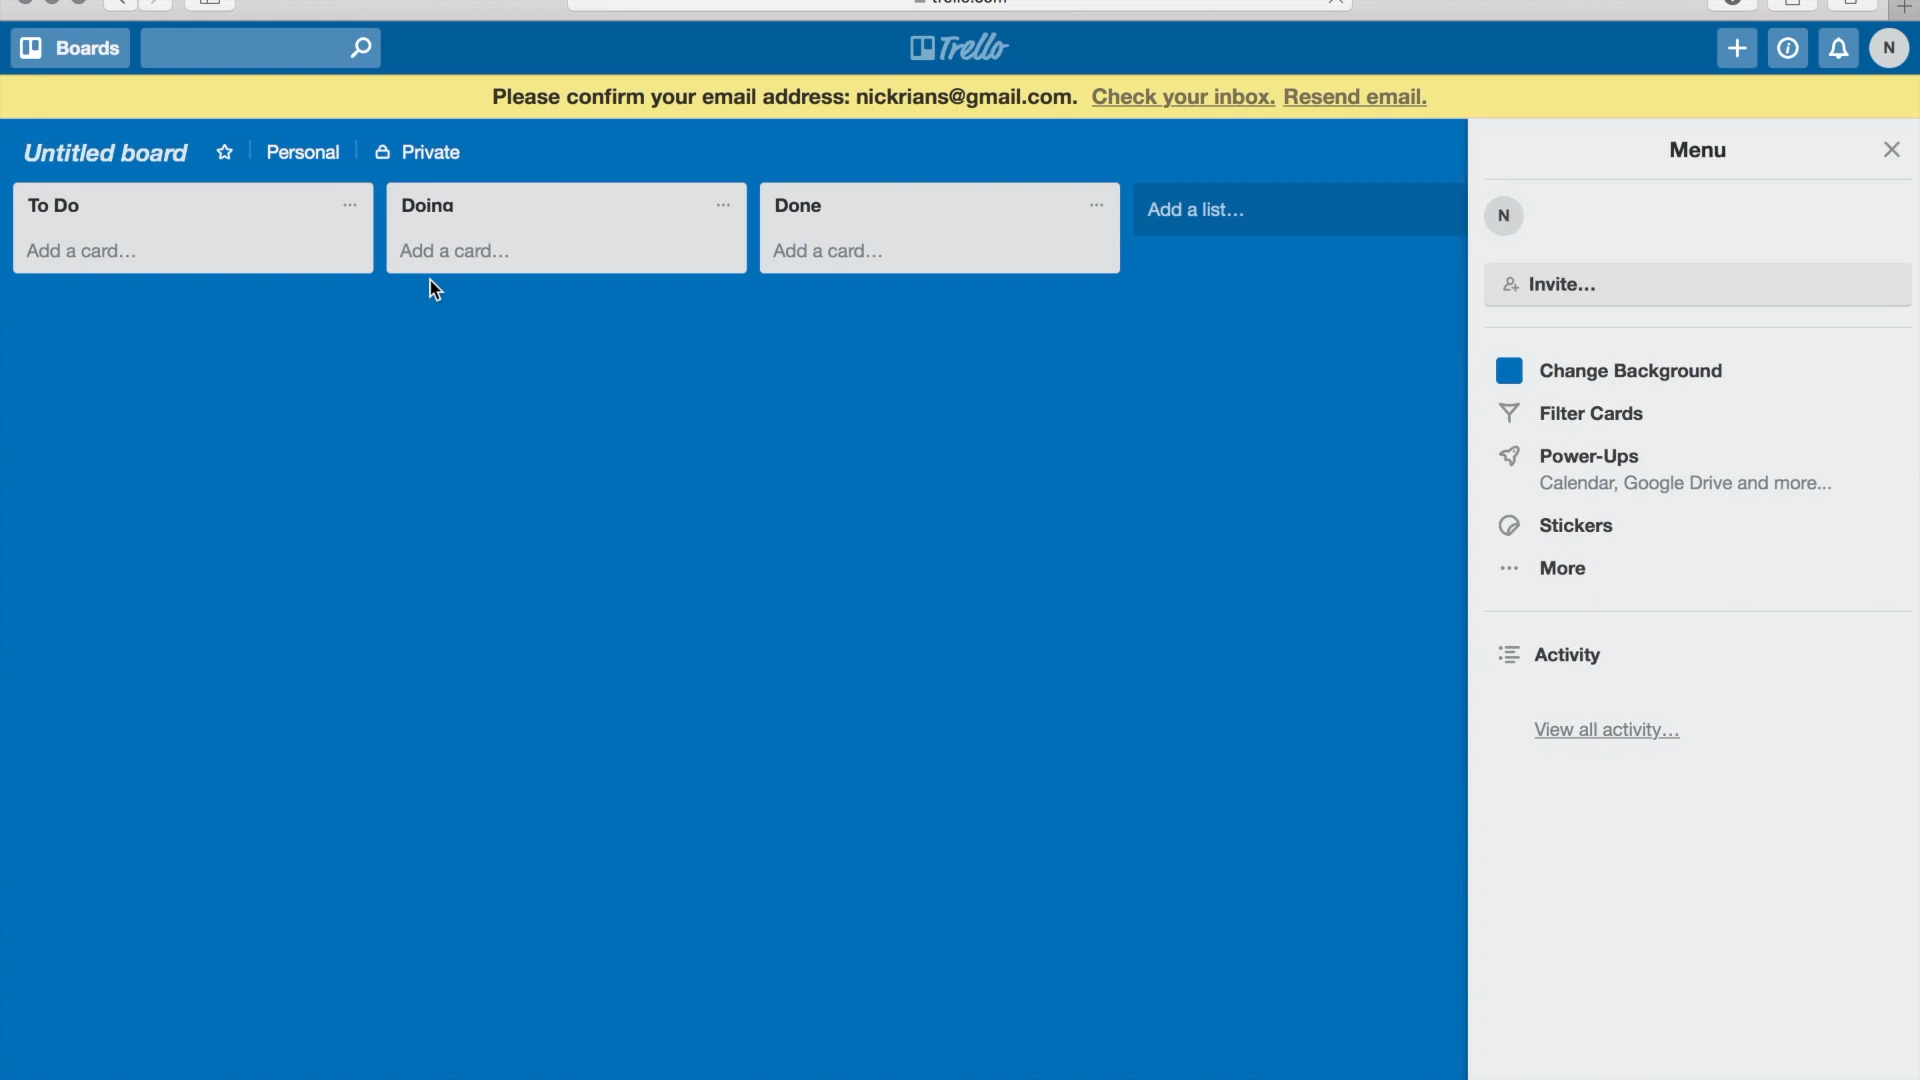 trello.com
Boards
Trello
N
Please confirm your email address: nickrians@gmail.com. Check your inbox. Resend email.
Untitled board Personal Private
Menu
To Do
Doing
Done
Add a list…
N
Add a card…
Add a card…
Add a card…
Invite…
Change Background
Filter Cards
Power-Ups
Calendar, Google Drive and more...
Stickers
More
Activity
View all activity…